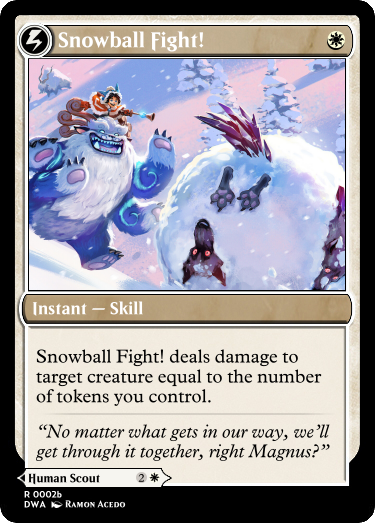 Snowball Fight!
Instant — Skill
Snowball Fight! deals damage to
target creature equal to the number
of tokens you control.
“No matter what gets in our way, we’ll
get through it together, right Magnus?”
Human Scout 2
R 0002b
DWA Ramon Acedo